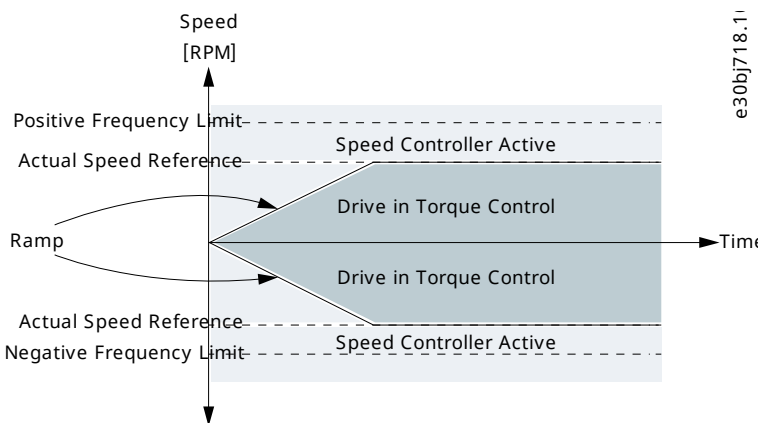 Speed
[RPM]
Positive Frequency Limit
Speed Controller Active
Actual Speed Reference
Drive in Torque Control
Ramp
Time
Drive in Torque Control
Actual Speed Reference
Speed Controller Active
Negative Frequency Limit
e30bj718.1